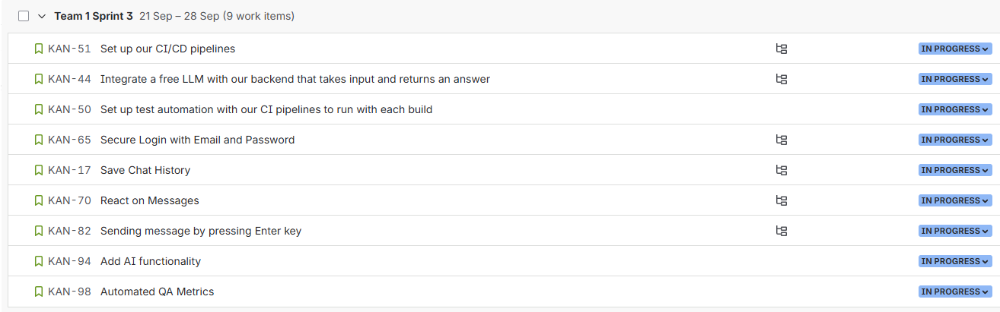 Team 1 Sprint 3 21 Sep – 28 Sep (9 work items)
KAN-51 Set up our CI/CD pipelines IN PROGRESS
KAN-44 Integrate a free LLM with our backend that takes input and returns an answer IN PROGRESS
KAN-50 Set up test automation with our CI pipelines to run with each build IN PROGRESS
KAN-65 Secure Login with Email and Password IN PROGRESS
KAN-17 Save Chat History IN PROGRESS
KAN-70 React on Messages IN PROGRESS
KAN-82 Sending message by pressing Enter key IN PROGRESS
KAN-94 Add AI functionality IN PROGRESS
KAN-98 Automated QA Metrics IN PROGRESS